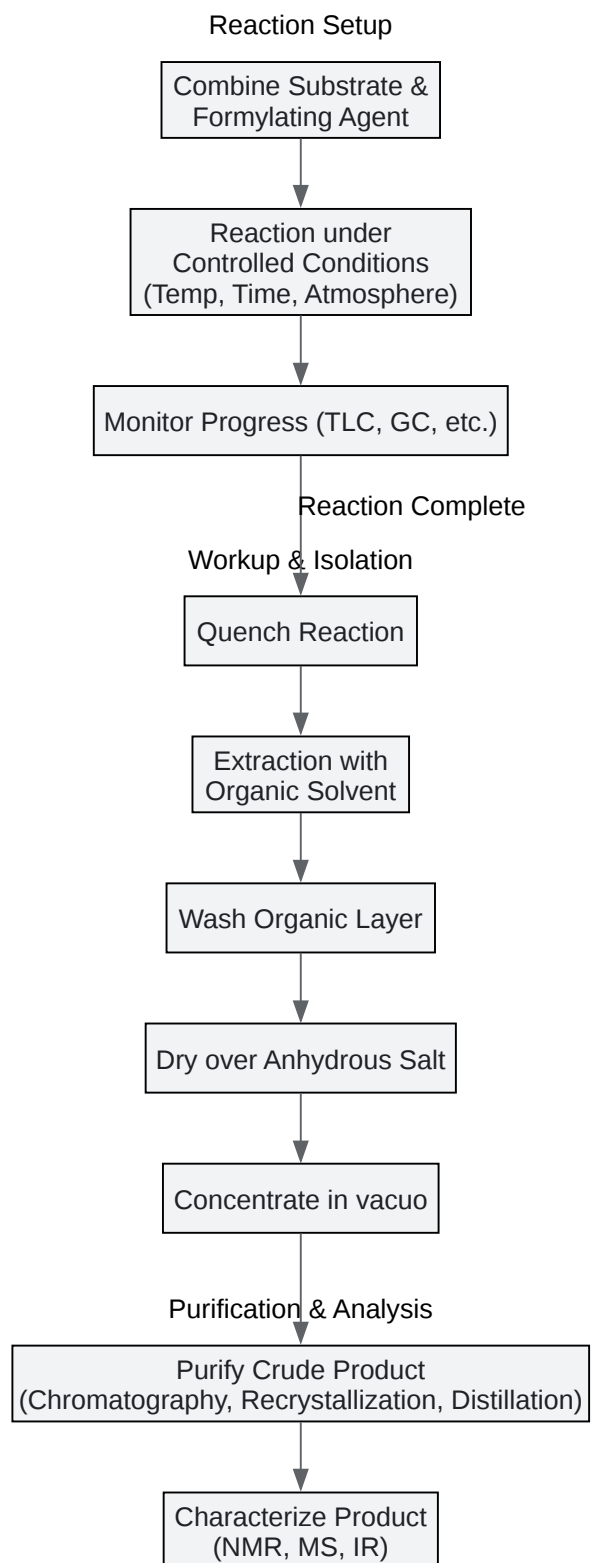 Reaction Setup
Combine Substrate &
Formylating Agent
Reaction under
Controlled Conditions
(Temp, Time, Atmosphere)
Monitor Progress (TLC, GC, etc.)
Reaction Complete
Workup & Isolation
Quench Reaction
Extraction with
Organic Solvent
Wash Organic Layer
Dry over Anhydrous Salt
Concentrate in vacuo
Purification & Analysis
Purify Crude Product
(Chromatography, Recrystallization, Distillation)
Characterize Product
(NMR, MS, IR)